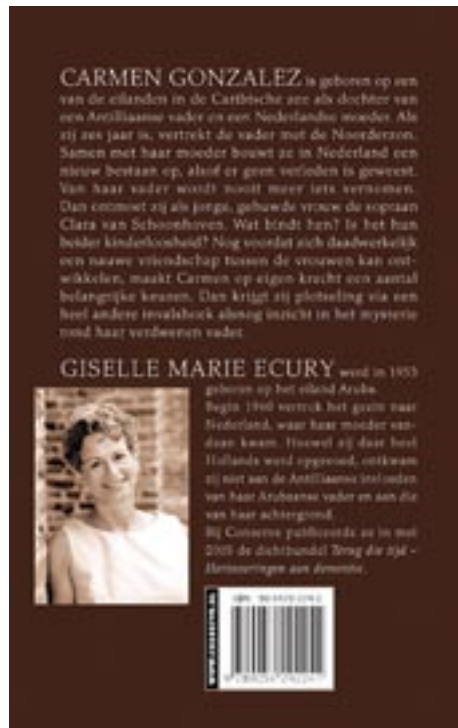 CARMEN GONZALEZ is geboren op een
van de eilanden in de Caribische zee als dochter van
een Antilliaanse vader en een Nederlandse moeder. Als
zij zes jaar is, vertrekt de vader met de Noorderzon.
Samen met haar moeder bouwt ze in Nederland een
nieuw bestaan op, alsof er geen verleden is geweest.
Van haar vader wordt nooit meer iets vernomen.
Dan ontmoet zij als jonge, gehuwde vrouw de sopraan
Clara van Schoonhoven. Wat bindt hen? Is het hun
beider kinderloosheid? Nog voordat zich daadwerkelijk
een nauwe vriendschap tussen de vrouwen kan ont-
wikkelen, maakt Carmen op eigen kracht een aantal
belangrijke keuzes. Dan krijgt zij plotseling via een
heel andere invalshoek alsnog inzicht in het mysterie
rond haar verdwenen vader.
GISELLE MARIE ECURY werd in 1953
geboren op het eiland Aruba.
Begin 1960 vertrok het gezin naar
Nederland, waar haar moeder van-
daan kwam. Hoewel zij daar heel
Hollands werd opgevoed, ontkwam
zij niet aan de Antilliaanse invloeden
van haar Arubaanse vader en aan die
van haar achtergrond.
Bij Conserve publiceerde ze in mei
2005 de dichtbundel Terug die tijd –
Herinneringen aan dementie.
ISBN